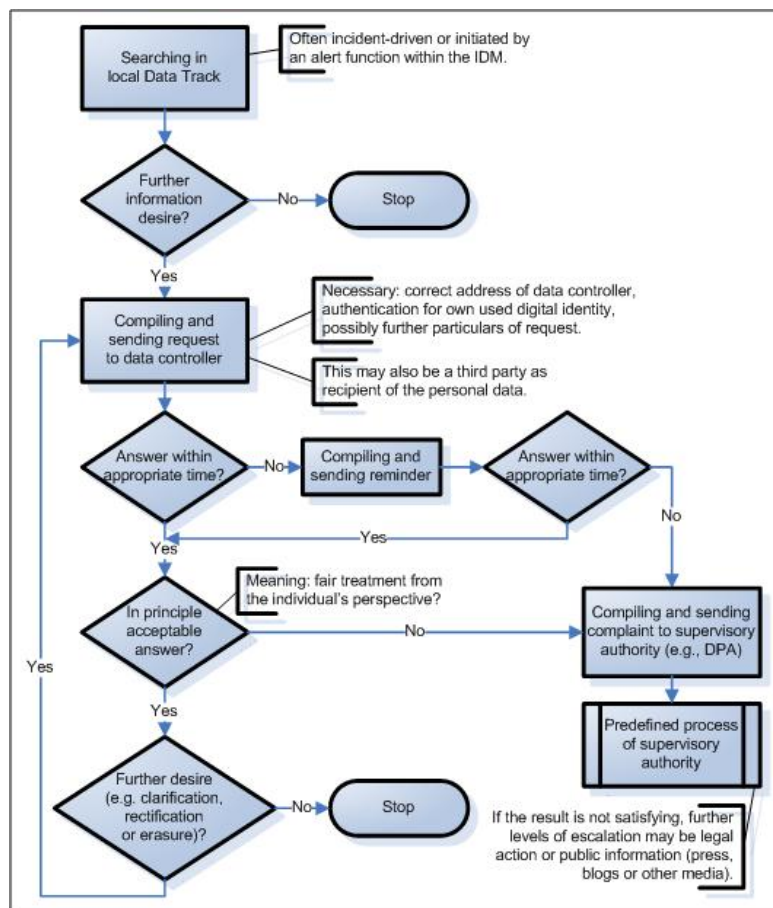 Searching in
local Data Track
Often incident-driven or initiated by
an alert function within the IDM.
Further
information
desire?
No
Stop
Yes
Compiling and
sending request
to data controller
Necessary: correct address of data controller,
authentication for own used digital identity,
possibly further particulars of request.
This may also be a third party as
recipient of the personal data.
Answer within
appropriate time?
No
Compiling and
sending reminder
Answer within
appropriate time?
No
Yes
Yes
In principle
acceptable
answer?
Meaning: fair treatment from
the individual's perspective?
No
Compiling and sending
complaint to supervisory
authority (e.g., DPA)
Yes
Yes
Predefined process
of supervisory
authority
Further desire
(e.g. clarification,
rectification
or erasure)?
No
Stop
If the result is not satisfying, further
levels of escalation may be legal
action or public information (press,
blogs or other media).